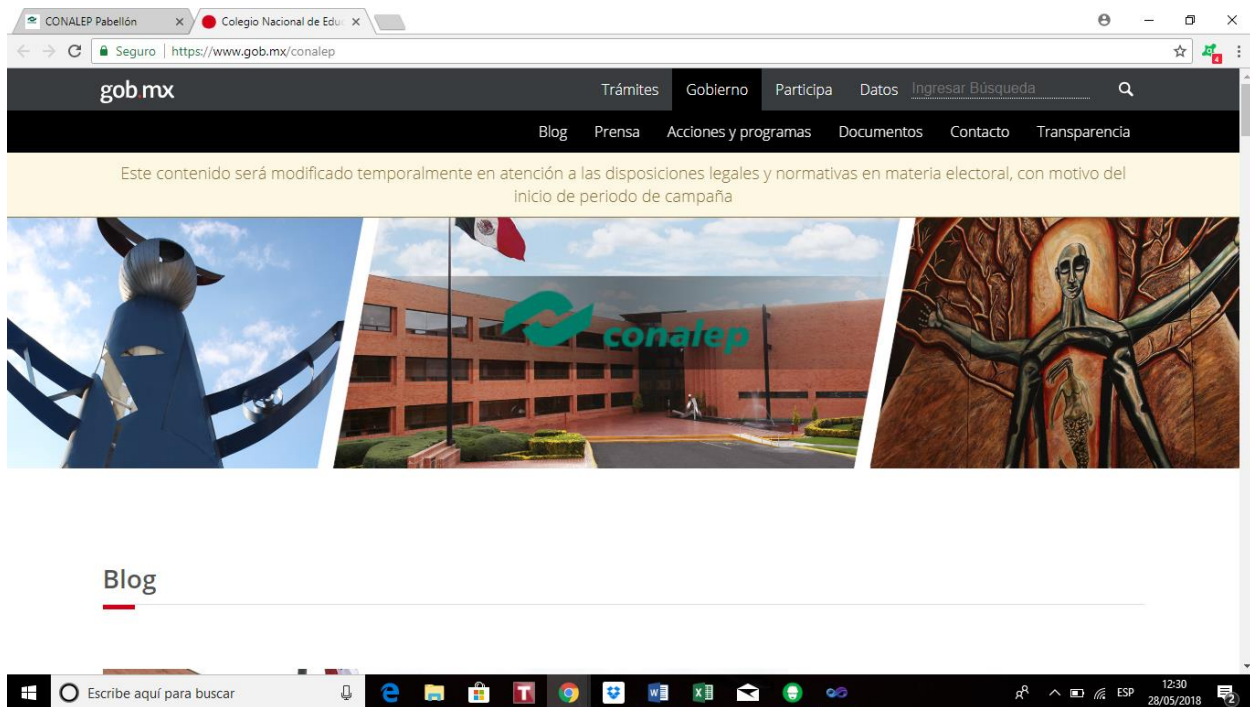 CONALEP Pabellón
Colegio Nacional de Edu
Seguro
https://www.gob.mx/conalep
4
gob.mx
Trámites Gobierno Participa Datos Ingresar Búsqueda
Blog Prensa Acciones y programas Documentos Contacto Transparencia
Este contenido será modificado temporalmente en atención a las disposiciones legales y normativas en materia electoral, con motivo del
inicio de periodo de campaña
conalep
Blog
Escribe aquí para buscar
ESP
12:30
28/05/2018
2